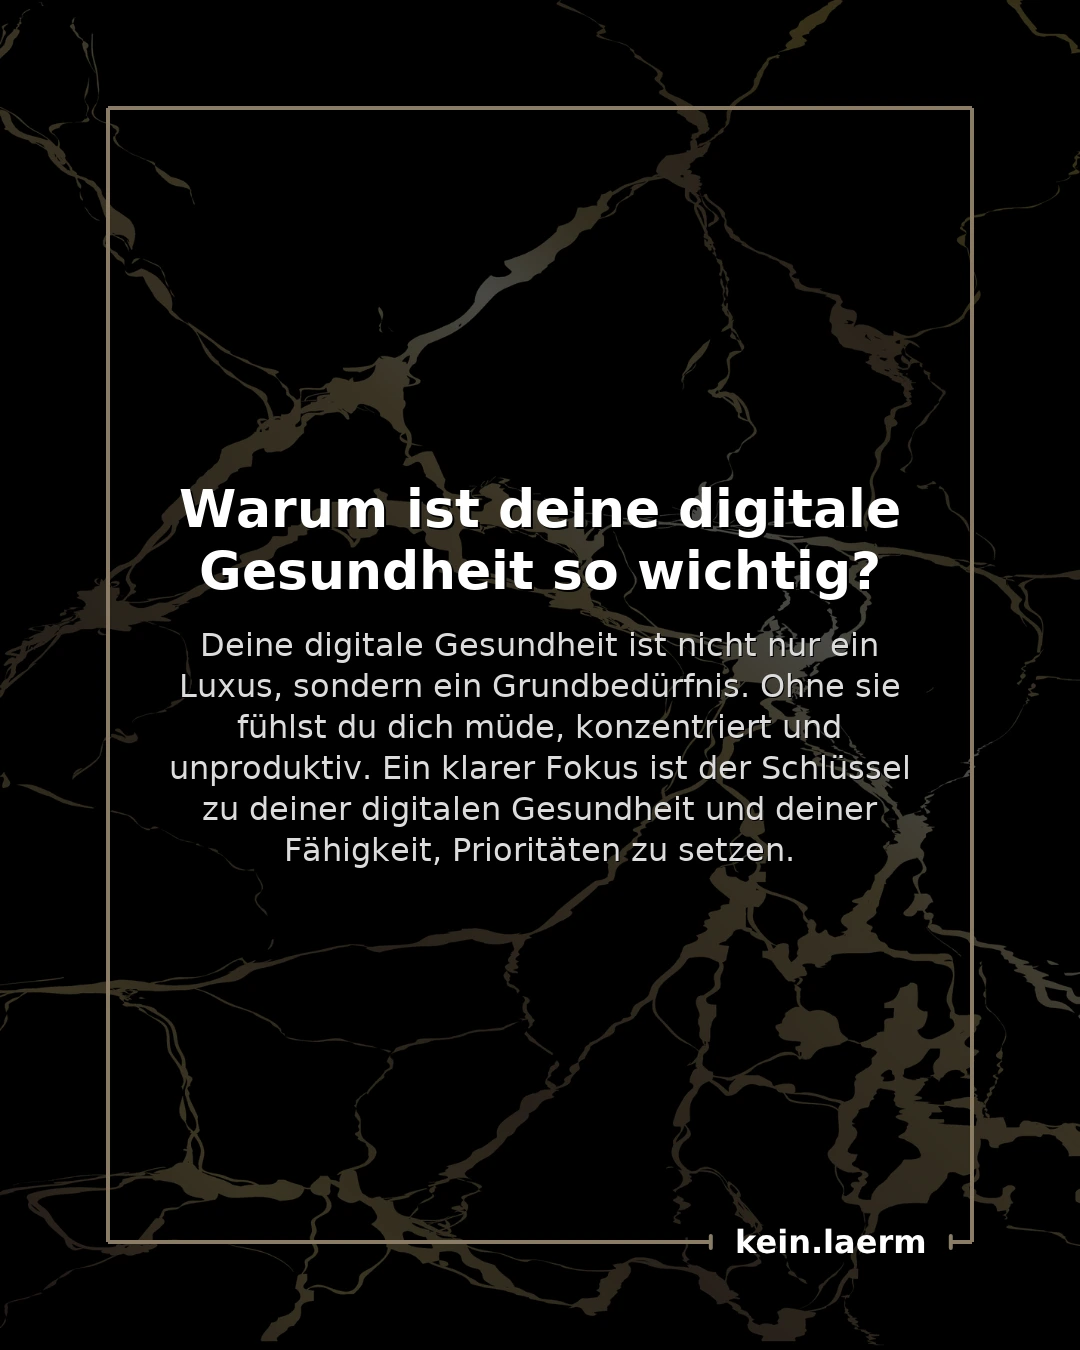 Warum ist deine digitale
Gesundheit so wichtig?
Deine digitale Gesundheit ist nicht nur ein
Luxus, sondern ein Grundbedürfnis. Ohne sie
fühlst du dich müde, konzentriert und
unproduktiv. Ein klarer Fokus ist der Schlüssel
zu deiner digitalen Gesundheit und deiner
Fähigkeit, Prioritäten zu setzen.
kein.laerm